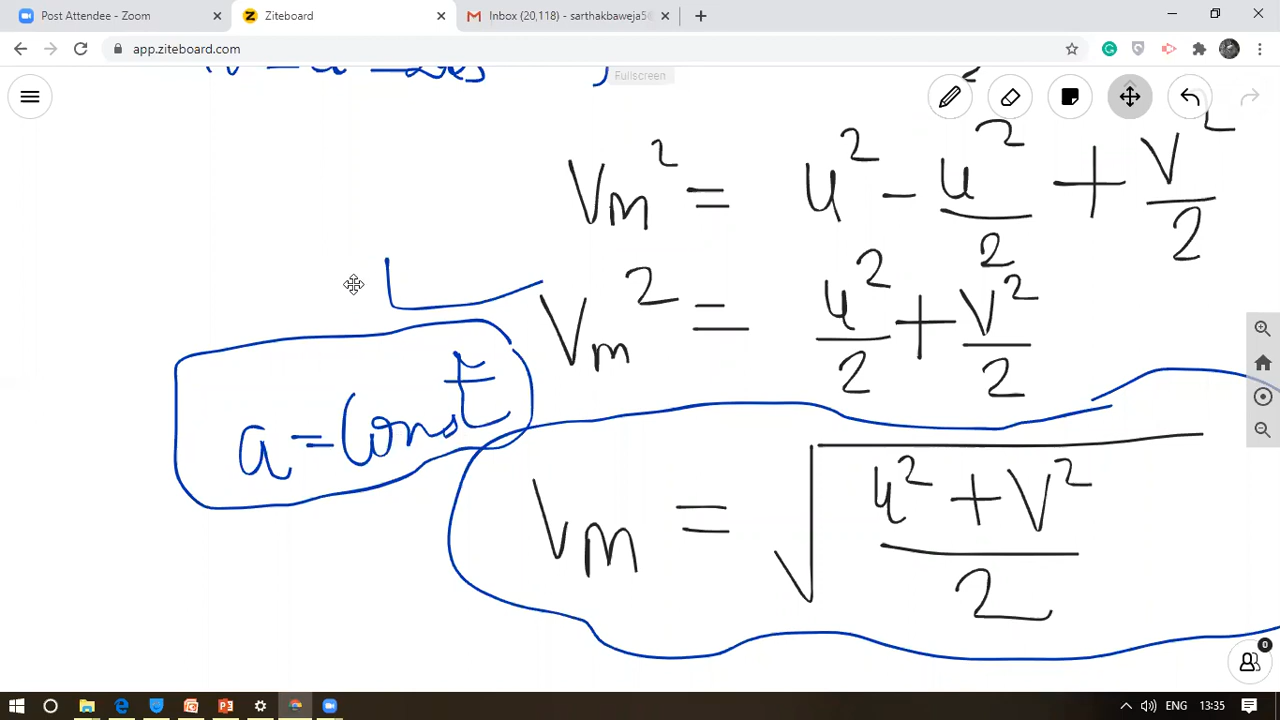 Post Attendee - Zoom
Ziteboard
Inbox (20,118) - sarthakbaweja5
app.ziteboard.com
Fullscreen
Vm² = u² - u²/2 + V²/2
Vm² = u²/2 + V²/2
a = Const
Vm = √(u² + V²)/2
0
ENG
13:35